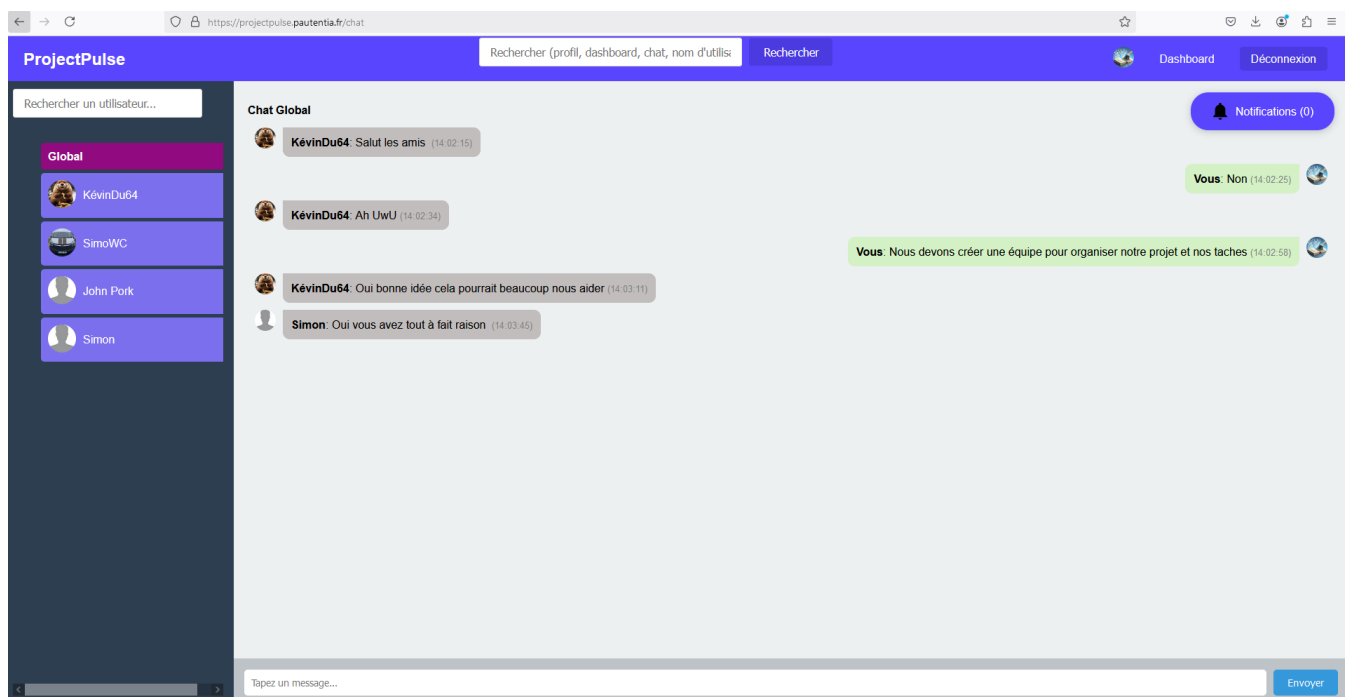 https://projectpulse.pautentia.fr/chat
ProjectPulse
Rechercher (profil, dashboard, chat, nom d'utilis
Rechercher
Dashboard
Déconnexion
Rechercher un utilisateur...
Chat Global
Notifications (0)
Global
KévinDu64
SimoWC
John Pork
Simon
KévinDu64: Salut les amis (14:02:15)
Vous: Non (14:02:25)
KévinDu64: Ah UwU (14:02:34)
Vous: Nous devons créer une équipe pour organiser notre projet et nos taches (14:02:58)
KévinDu64: Oui bonne idée cela pourrait beaucoup nous aider (14:03:11)
Simon: Oui vous avez tout à fait raison (14:03:45)
Tapez un message...
Envoyer